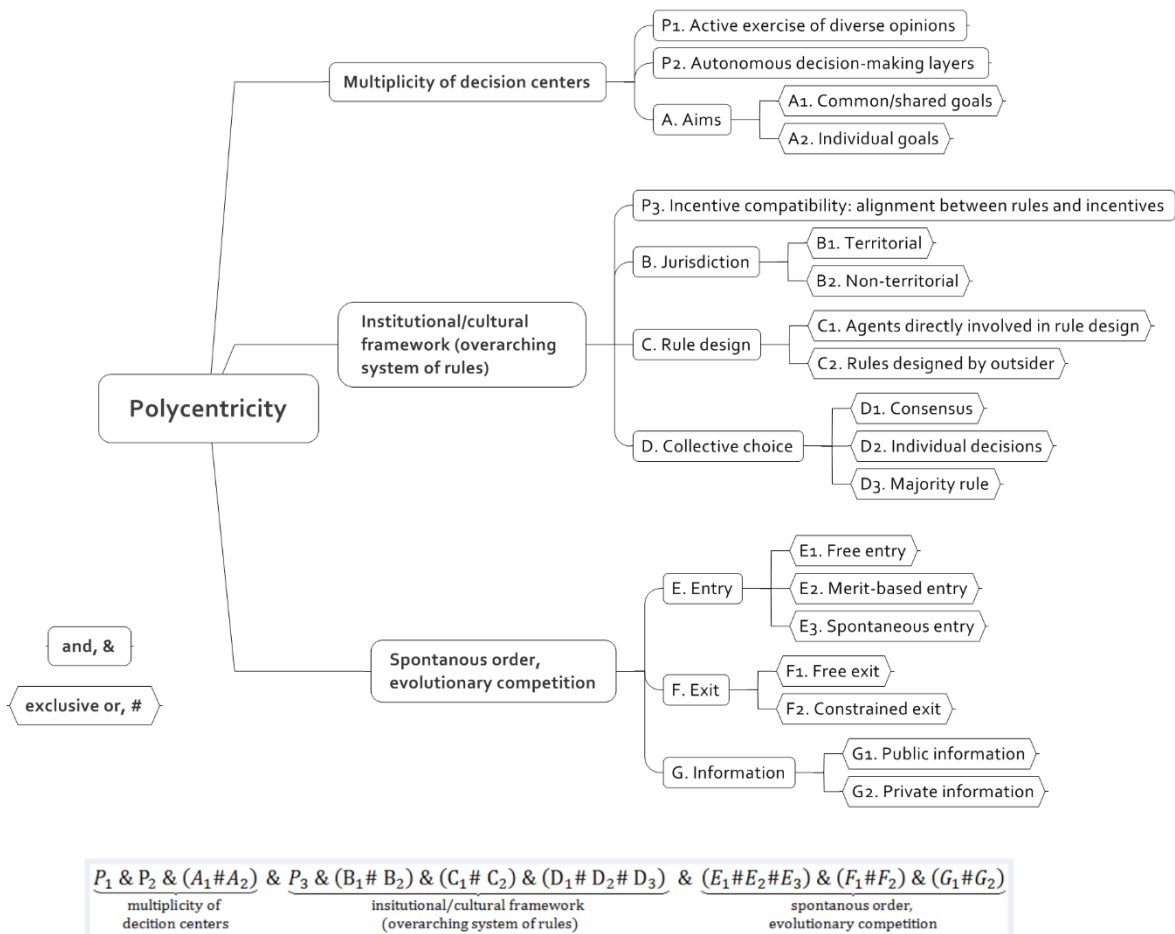 P1. Active exercise of diverse opinions
Multiplicity of decision centers
P2. Autonomous decision-making layers
A. Aims
A1. Common/shared goals
A2. Individual goals
P3. Incentive compatibility: alignment between rules and incentives
B. Jurisdiction
B1. Territorial
B2. Non-territorial
Institutional/cultural
framework (overarching
system of rules)
C. Rule design
C1. Agents directly involved in rule design
C2. Rules designed by outsider
Polycentricity
D. Collective choice
D1. Consensus
D2. Individual decisions
D3. Majority rule
E. Entry
E1. Free entry
E2. Merit-based entry
E3. Spontaneous entry
and, &
Spontanous order,
evolutionary competition
F. Exit
F1. Free exit
F2. Constrained exit
exclusive or, #
G. Information
G1. Public information
G2. Private information
P₁ & P₂ & (A₁#A₂) & P₃ & (B₁# B₂) & (C₁# C₂) & (D₁# D₂# D₃) & (E₁#E₂#E₃) & (F₁#F₂) & (G₁#G₂)
multiplicity of
decition centers
insitutional/cultural framework
(overarching system of rules)
spontanous order,
evolutionary competition